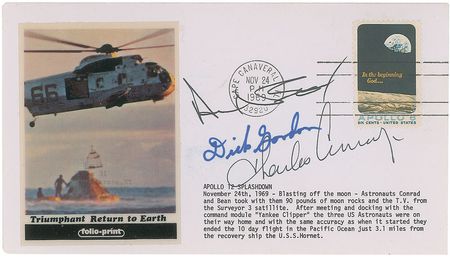 CAPE CANAVERAL
NOV 24
P M
1969
32920
In the beginning
God....
APOLLO 8
SIX CENTS · UNITED STATES
Dick Gordon
Charles Conrad
Triumphant Return to Earth
folio-print
APOLLO 12 SPLASHDOWN
November 24th, 1969 - Blasting off the moon - Astronauts Conrad
and Bean took with them 90 pounds of moon rocks and the T.V. from
the Surveyor 3 satillite. After meeting and docking with the
command module "Yankee Clipper" the three US Astronauts were on
their way home and with the same accuracy as when it started they
ended the 10 day flight in the Pacific Ocean just 3.1 miles from
the recovery ship the U.S.S.Hornet.